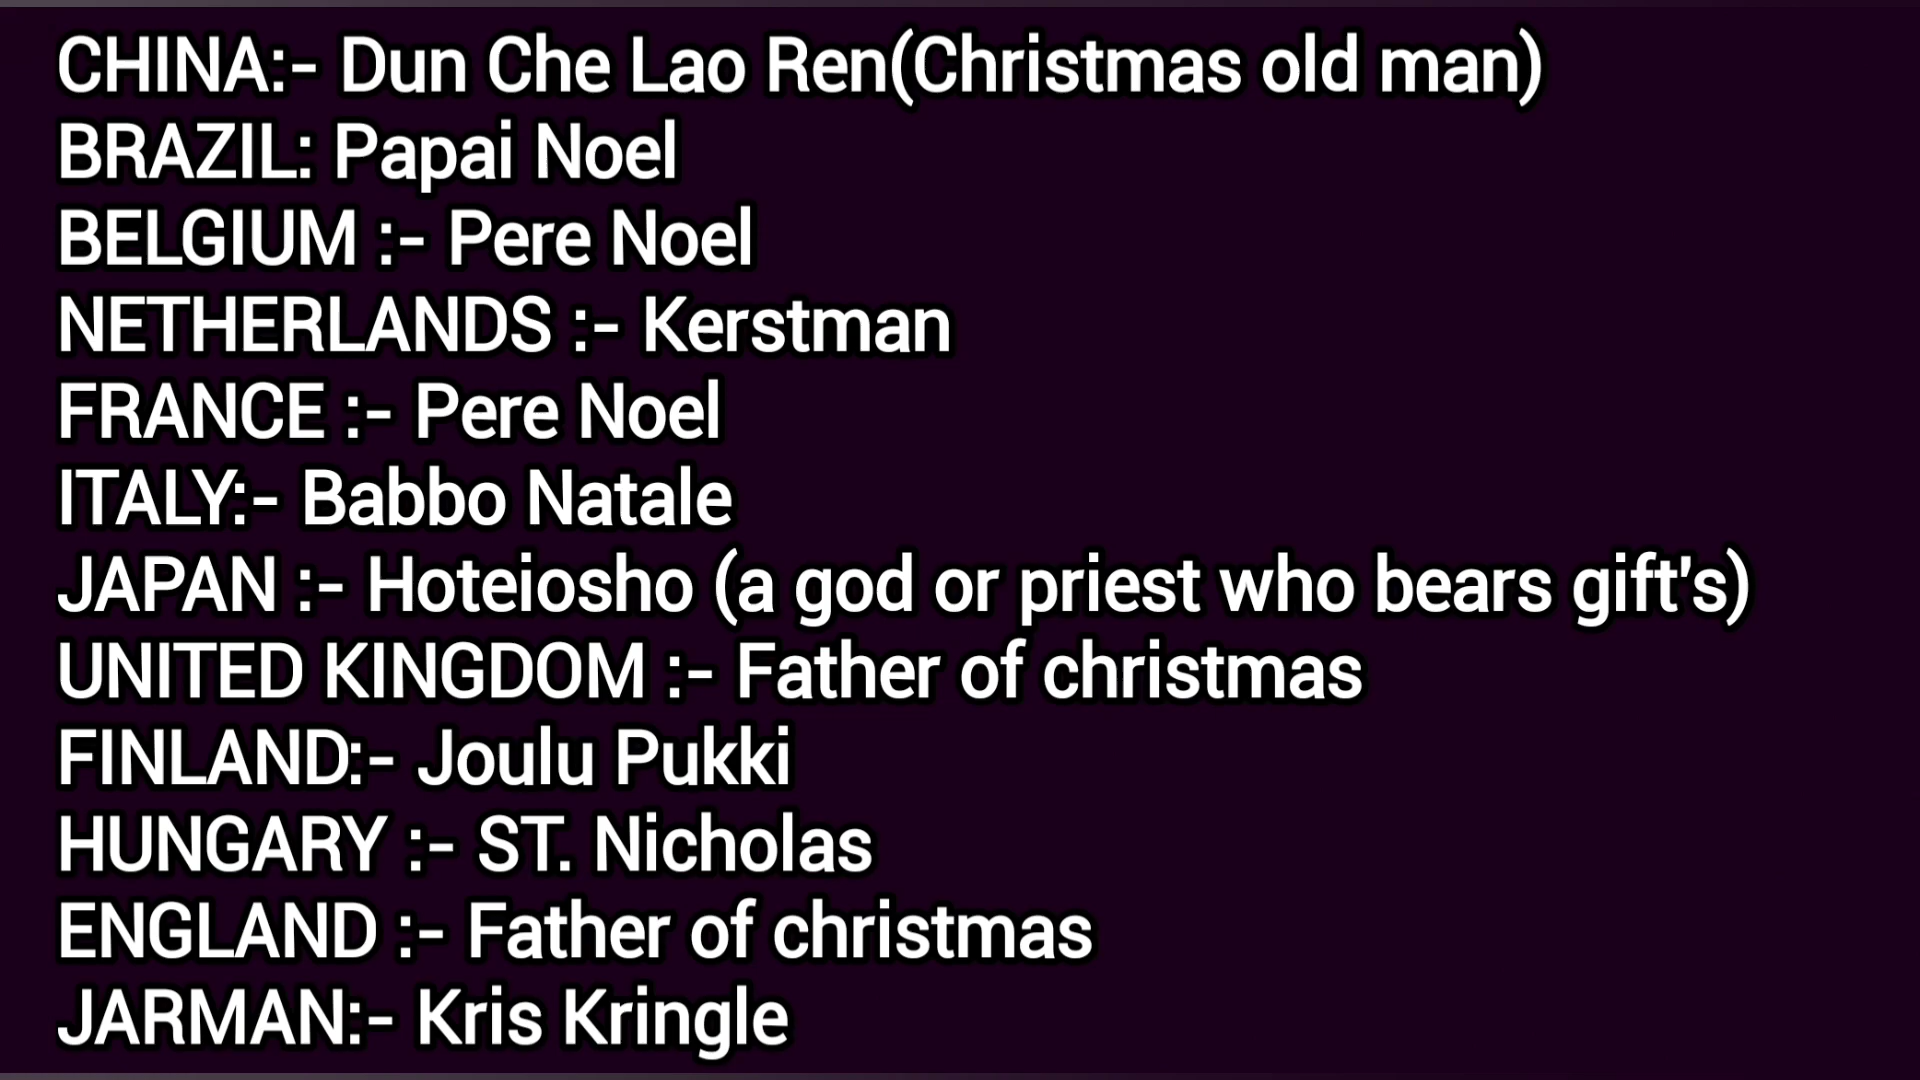 CHINA:- Dun Che Lao Ren(Christmas old man)
BRAZIL: Papai Noel
BELGIUM :- Pere Noel
NETHERLANDS :- Kerstman
FRANCE :- Pere Noel
ITALY:- Babbo Natale
JAPAN :- Hoteiosho (a god or priest who bears gift's)
UNITED KINGDOM :- Father of christmas
FINLAND:- Joulu Pukki
HUNGARY :- ST. Nicholas
ENGLAND :- Father of christmas
JARMAN:- Kris Kringle